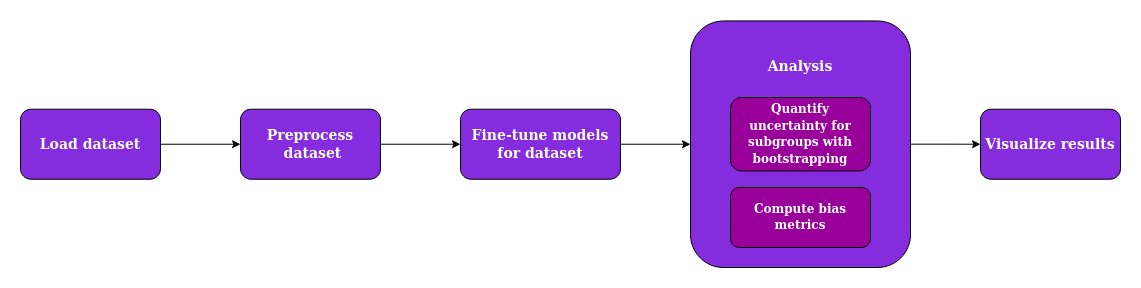 Load dataset
Preprocess
dataset
Fine-tune models
for dataset
Analysis
Quantify
uncertainty for
subgroups with
bootstrapping
Compute bias
metrics
Visualize results